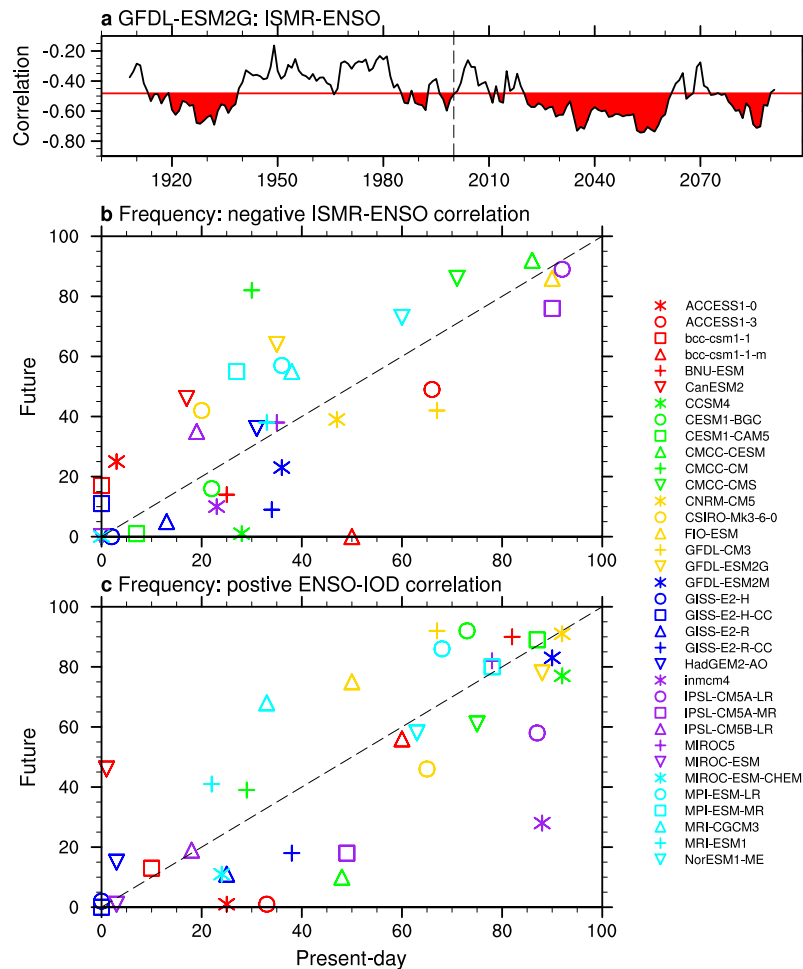 a GFDL-ESM2G: ISMR-ENSO
Correlation
-0.20
-0.40
-0.60
-0.80
1920 1950 1980 2010 2040 2070
b Frequency: negative ISMR-ENSO correlation
Future
100
80
60
40
20
0
0 20 40 60 80 100
c Frequency: postive ENSO-IOD correlation
Future
100
80
60
40
20
0
0 20 40 60 80 100
Present-day
ACCESS1-0
ACCESS1-3
bcc-csm1-1
bcc-csm1-1-m
BNU-ESM
CanESM2
CCSM4
CESM1-BGC
CESM1-CAM5
CMCC-CESM
CMCC-CM
CMCC-CMS
CNRM-CM5
CSIRO-Mk3-6-0
FIO-ESM
GFDL-CM3
GFDL-ESM2G
GFDL-ESM2M
GISS-E2-H
GISS-E2-H-CC
GISS-E2-R
GISS-E2-R-CC
HadGEM2-AO
inmcm4
IPSL-CM5A-LR
IPSL-CM5A-MR
IPSL-CM5B-LR
MIROC5
MIROC-ESM
MIROC-ESM-CHEM
MPI-ESM-LR
MPI-ESM-MR
MRI-CGCM3
MRI-ESM1
NorESM1-ME